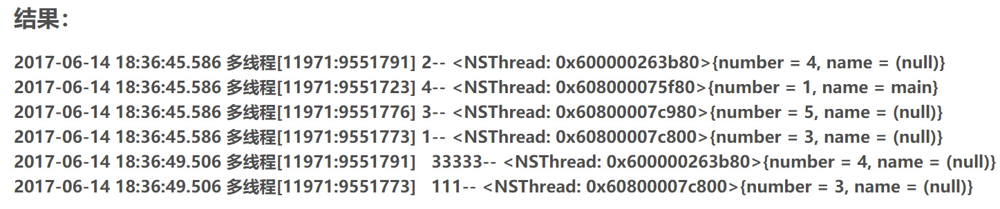 结果：
2017-06-14 18:36:45.586 多线程[11971:9551791] 2-- <NSThread: 0x600000263b80>{number = 4, name = (null)}
2017-06-14 18:36:45.586 多线程[11971:9551723] 4-- <NSThread: 0x608000075f80>{number = 1, name = main}
2017-06-14 18:36:45.586 多线程[11971:9551776] 3-- <NSThread: 0x60800007c980>{number = 5, name = (null)}
2017-06-14 18:36:45.586 多线程[11971:9551773] 1-- <NSThread: 0x60800007c800>{number = 3, name = (null)}
2017-06-14 18:36:49.506 多线程[11971:9551791]   33333-- <NSThread: 0x600000263b80>{number = 4, name = (null)}
2017-06-14 18:36:49.506 多线程[11971:9551773]   111-- <NSThread: 0x60800007c800>{number = 3, name = (null)}